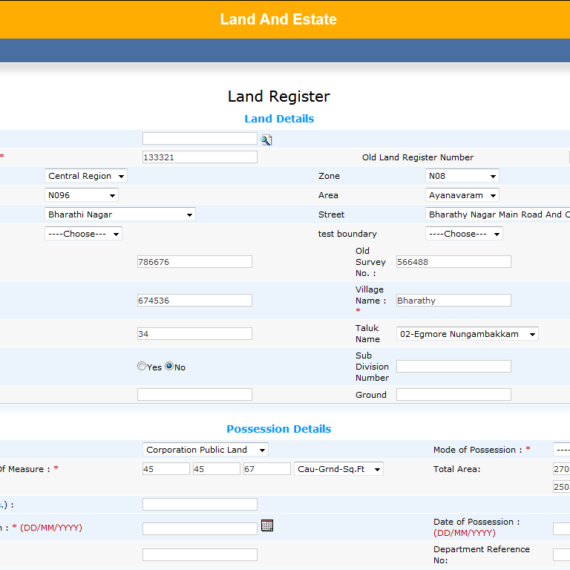 Land And Estate
Land Register
Land Details
* 133321 Old Land Register Number
Central Region Zone N08
N096 Area Ayanavaram
Bharathi Nagar Street Bharathy Nagar Main Road And C
----Choose--- test boundary ----Choose---
786676 Old Survey No. : 566488
674536 Village Name : * Bharathy
34 Taluk Name 02-Egmore Nungambakkam
Yes No Sub Division Number
Ground
Possession Details
Corporation Public Land Mode of Possession : * ----
Of Measure : * 45 45 67 Cau-Grnd-Sq.Ft Total Area: 270
250
.) :
n : * (DD/MM/YYYY) Date of Possession : (DD/MM/YYYY)
Department Reference No: